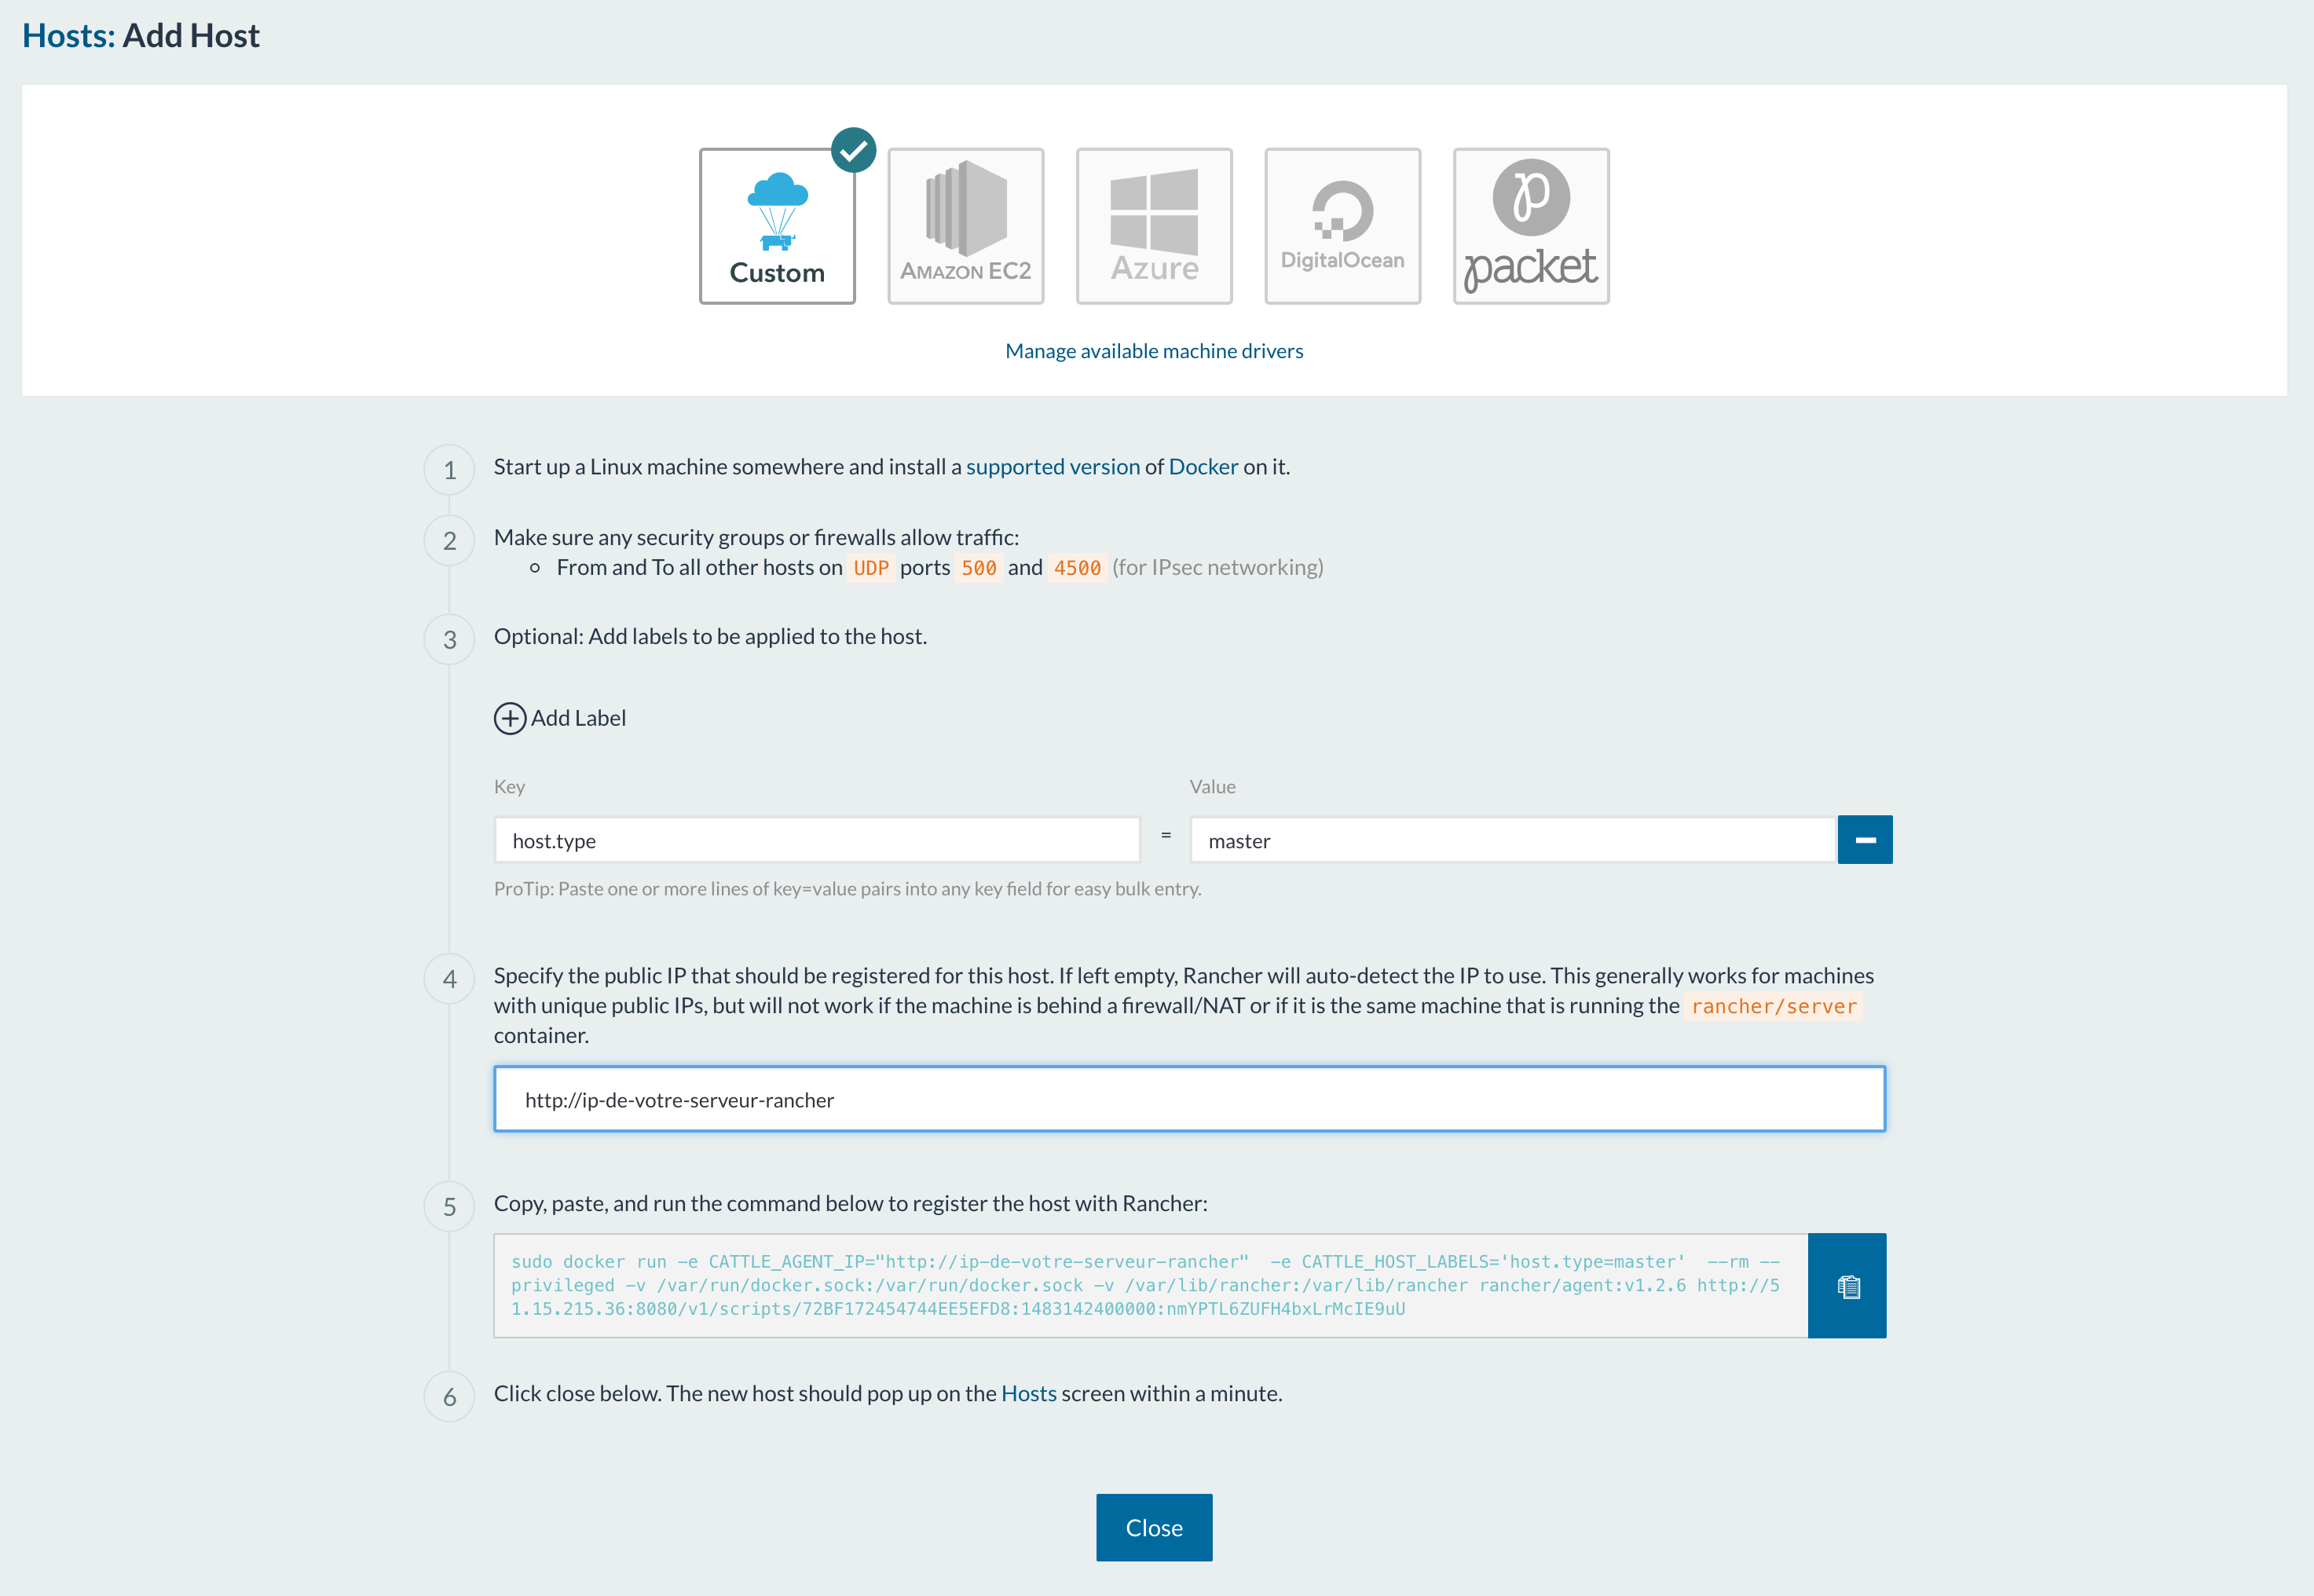 Hosts: Add Host
Custom
AMAZON EC2
Azure
DigitalOcean
p
packet
Manage available machine drivers
1
Start up a Linux machine somewhere and install a supported version of Docker on it.
2
Make sure any security groups or firewalls allow traffic:
From and To all other hosts on UDP ports 500 and 4500 (for IPsec networking)
3
Optional: Add labels to be applied to the host.
Add Label
Key Value
host.type = master
ProTip: Paste one or more lines of key=value pairs into any key field for easy bulk entry.
4
Specify the public IP that should be registered for this host. If left empty, Rancher will auto-detect the IP to use. This generally works for machines
with unique public IPs, but will not work if the machine is behind a firewall/NAT or if it is the same machine that is running the rancher/server
container.
http://ip-de-votre-serveur-rancher
5
Copy, paste, and run the command below to register the host with Rancher:
sudo docker run -e CATTLE_AGENT_IP="http://ip-de-votre-serveur-rancher"  -e CATTLE_HOST_LABELS='host.type=master'  --rm --
privileged -v /var/run/docker.sock:/var/run/docker.sock -v /var/lib/rancher:/var/lib/rancher rancher/agent:v1.2.6 http://5
1.15.215.36:8080/v1/scripts/72BF172454744EE5EFD8:1483142400000:nmYPTL6ZUFH4bxLrMcIE9uU
6
Click close below. The new host should pop up on the Hosts screen within a minute.
Close